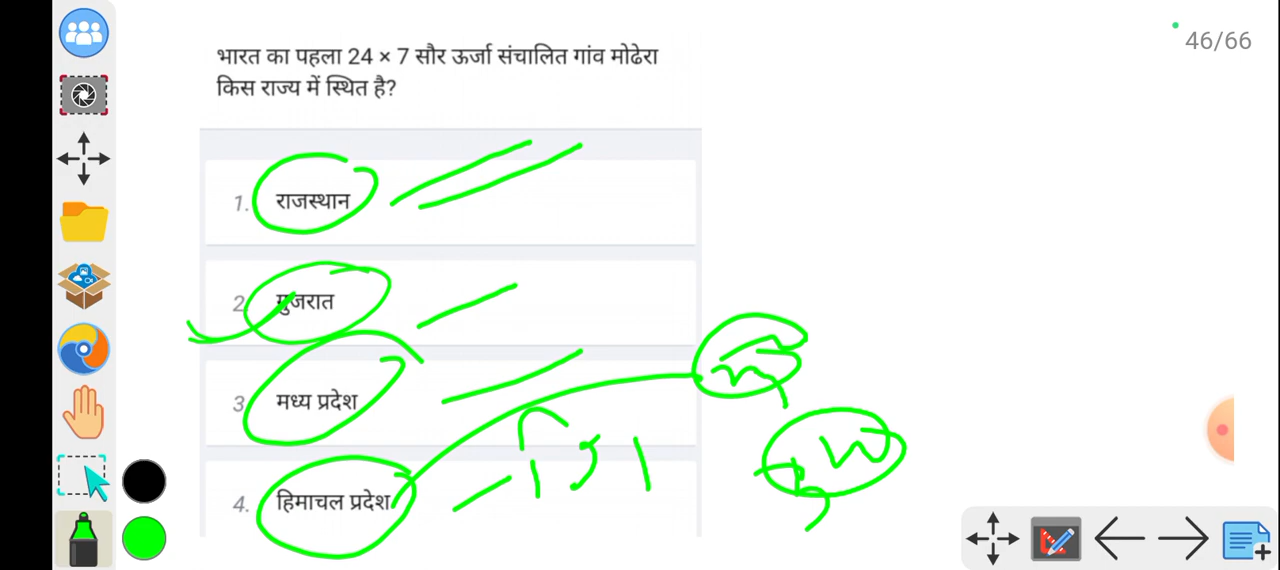 46/66
भारत का पहला 24 × 7 सौर ऊर्जा संचालित गांव मोढेरा
किस राज्य में स्थित है?
1. राजस्थान
2 गुजरात
3 मध्य प्रदेश
4. हिमाचल प्रदेश